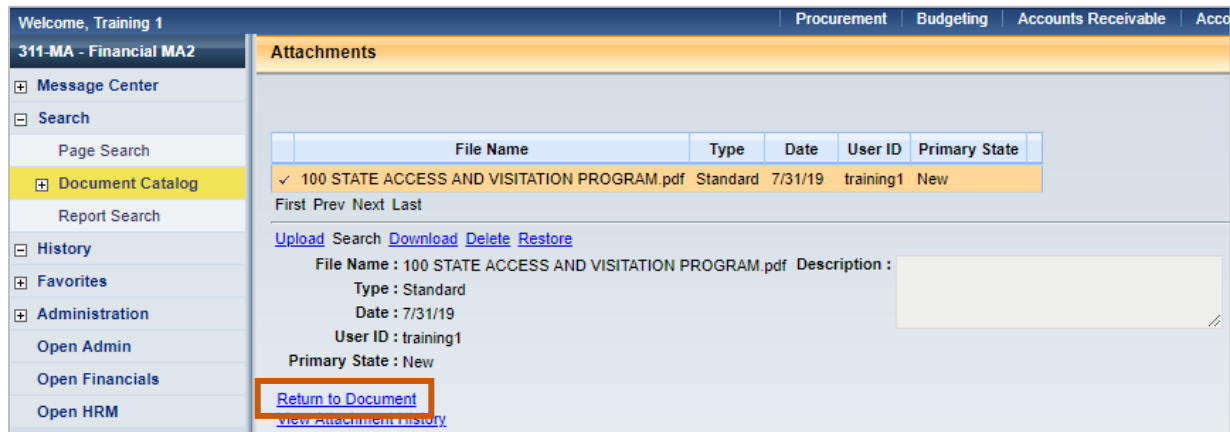 Welcome, Training 1
Procurement | Budgeting | Accounts Receivable | Acco
311-MA - Financial MA2
Attachments
Message Center
Search
Page Search
Document Catalog
Report Search
History
Favorites
Administration
Open Admin
Open Financials
Open HRM
File Name Type Date User ID Primary State
✓ 100 STATE ACCESS AND VISITATION PROGRAM.pdf Standard 7/31/19 training1 New
First Prev Next Last
Upload Search Download Delete Restore
File Name : 100 STATE ACCESS AND VISITATION PROGRAM.pdf Description :
Type : Standard
Date : 7/31/19
User ID : training1
Primary State : New
Return to Document
View Attachment History